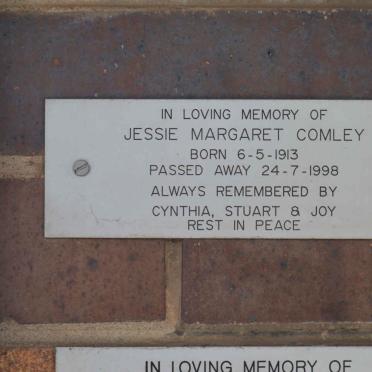 IN LOVING MEMORY OF
JESSIE MARGARET COMLEY
BORN 6-5-1913
PASSED AWAY 24-7-1998
ALWAYS REMEMBERED BY
CYNTHIA, STUART & JOY
REST IN PEACE
IN LOVING MEMORY OF